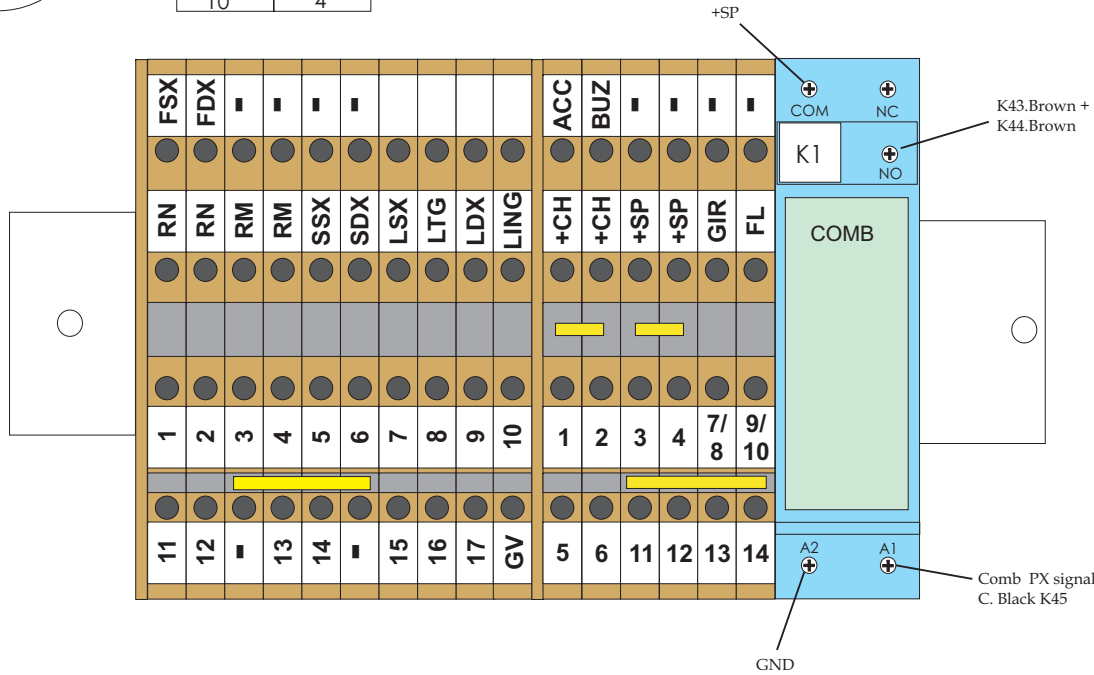 10 4
+SP
FSX FDX - - - - ACC BUZ - - - -
COM NC
K43.Brown +
K44.Brown
K1
NO
RN RN RM RM SSX SDX LSX LTG LDX LING +CH +CH +SP +SP GIR FL
COMB
1 2 3 4 5 6 7 8 9 10 1 2 3 4 7/8 9/10
11 12 - 13 14 - 15 16 17 GV 5 6 11 12 13 14
A2 A1
Comb PX signal
C. Black K45
GND